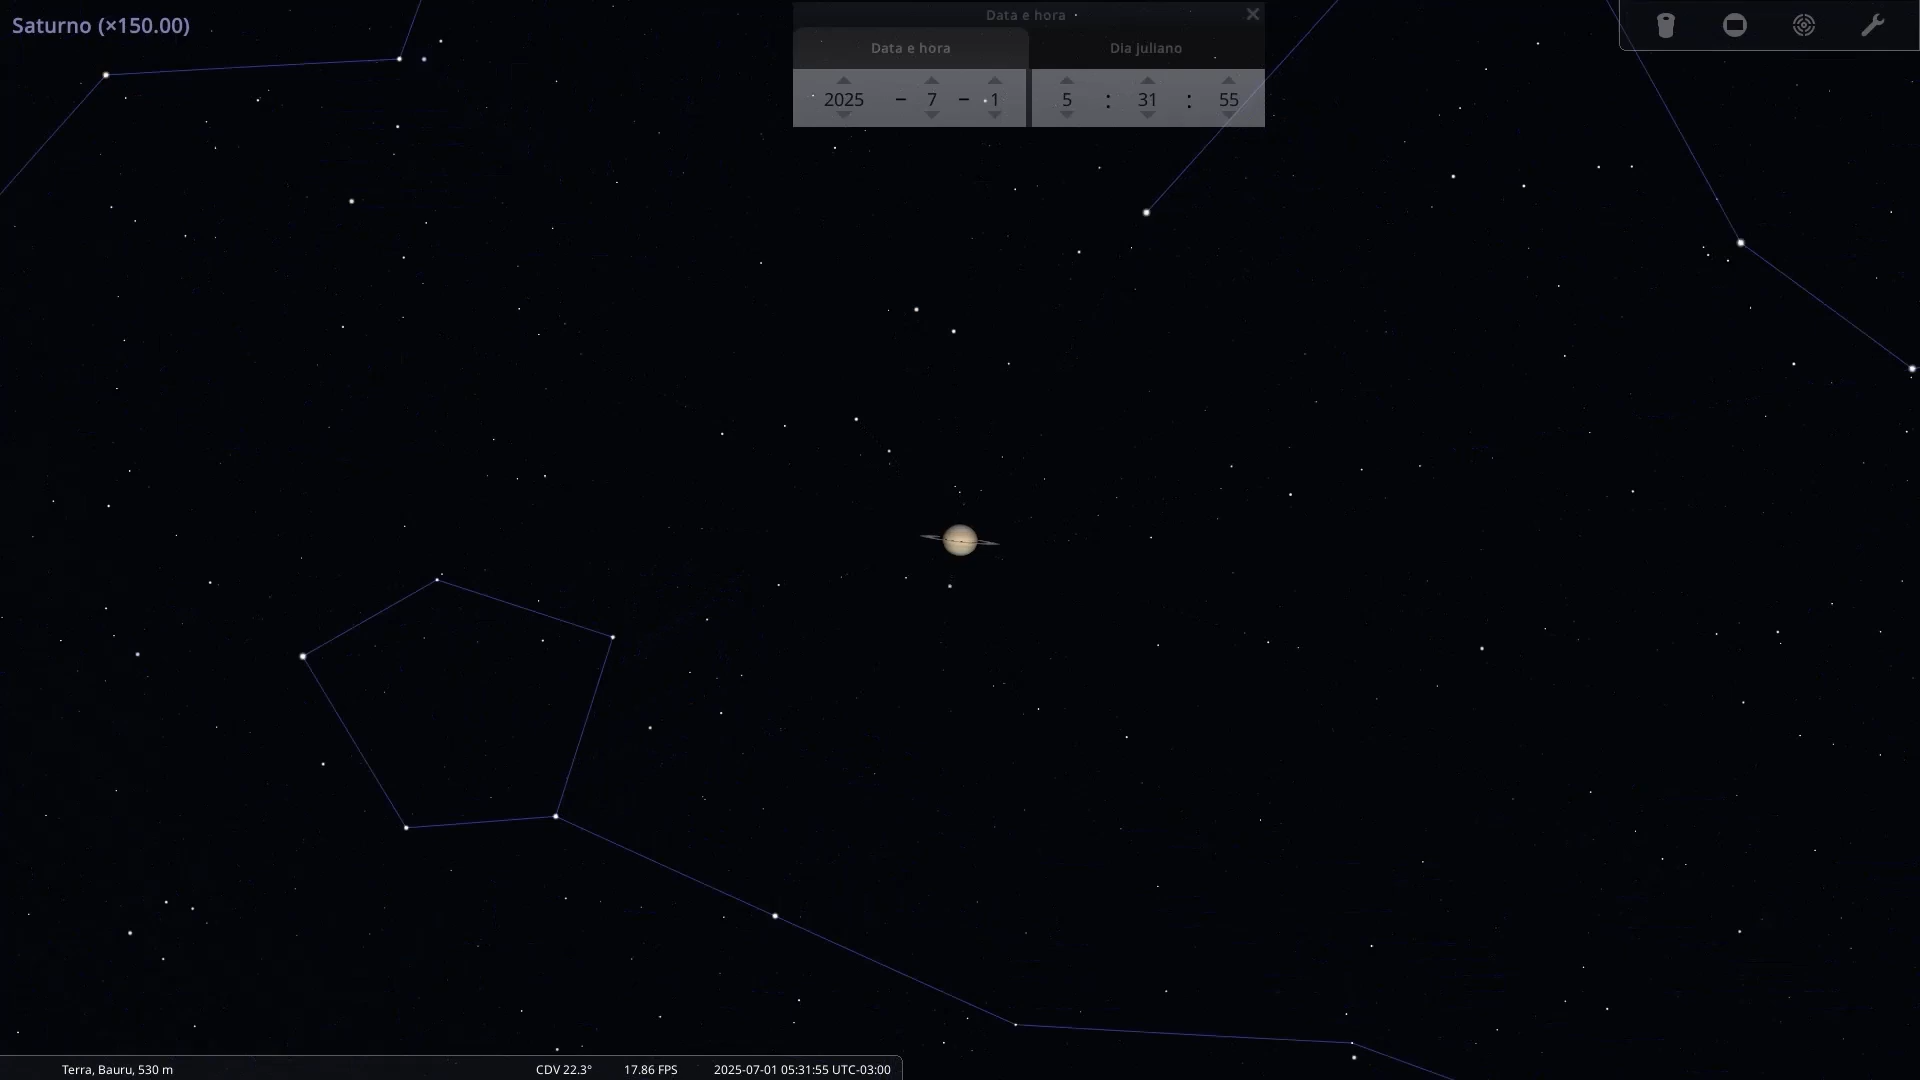 Saturno (×150.00)
Data e hora
Data e hora Dia juliano
2025 – 7 – 1 5 : 31 : 55
Terra, Bauru, 530 m CDV 22.3° 17.86 FPS 2025-07-01 05:31:55 UTC-03:00